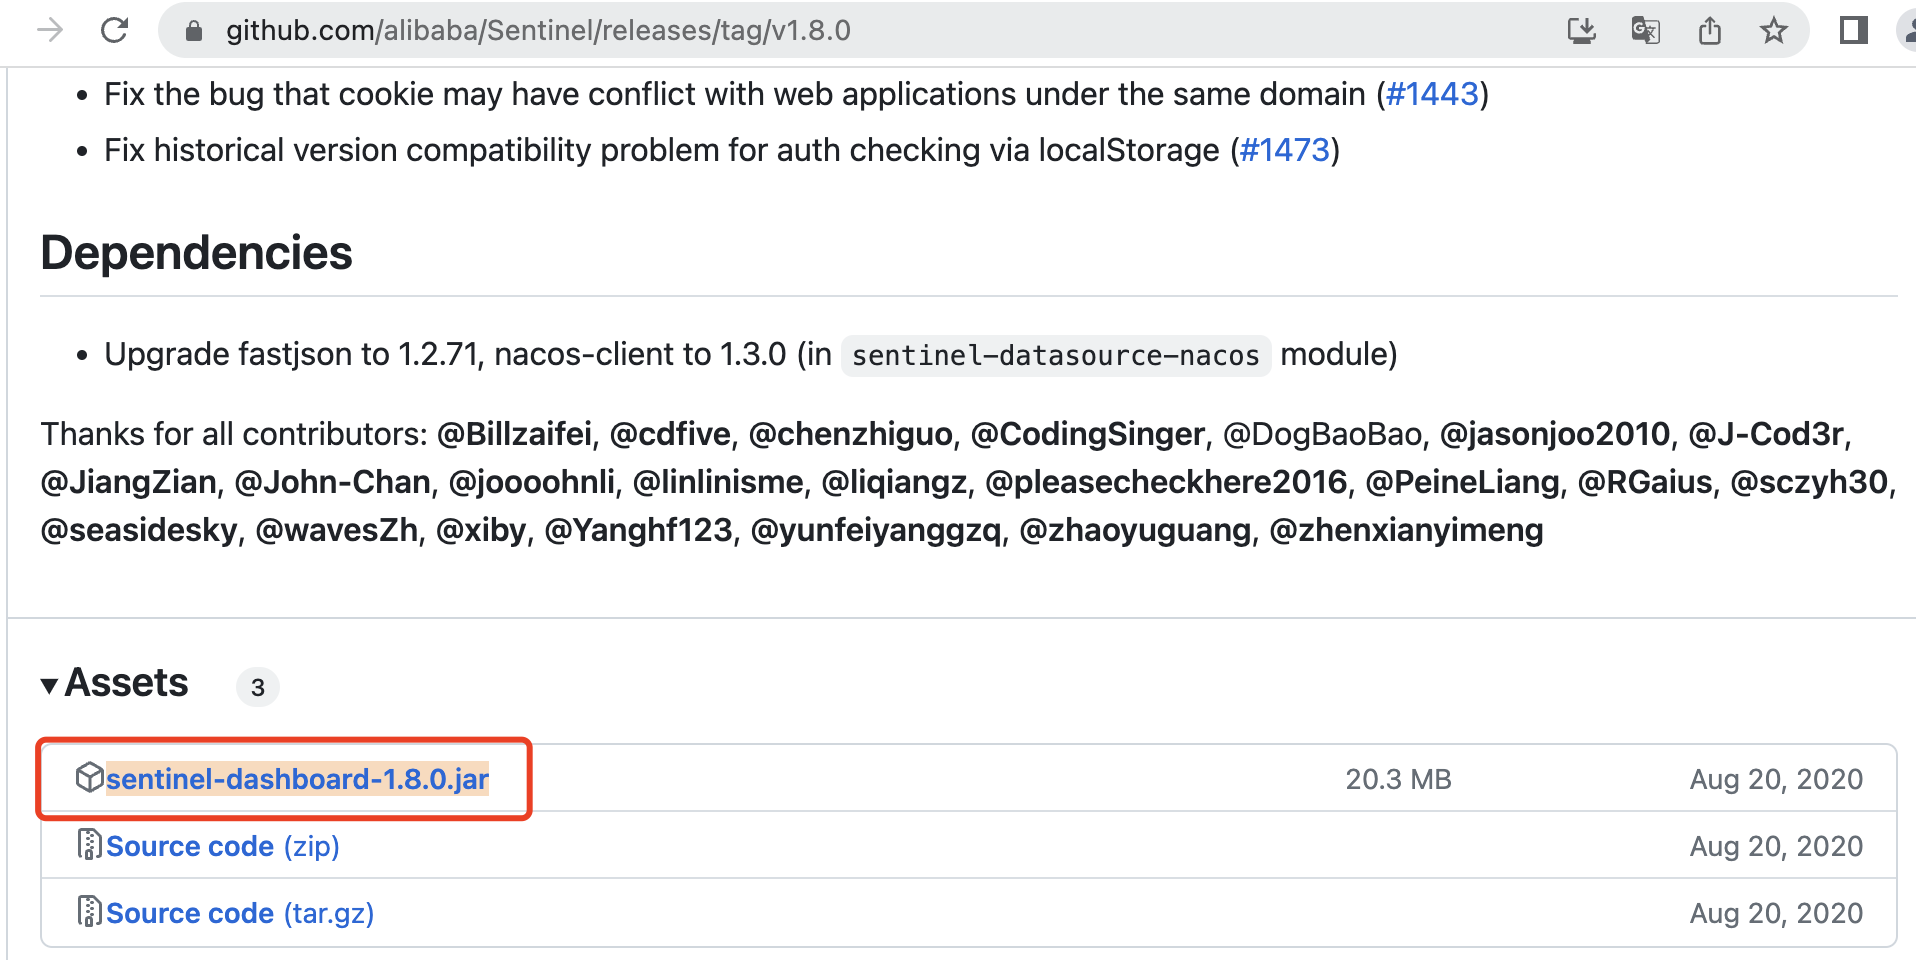 github.com/alibaba/Sentinel/releases/tag/v1.8.0
• Fix the bug that cookie may have conflict with web applications under the same domain (#1443)
• Fix historical version compatibility problem for auth checking via localStorage (#1473)
Dependencies
• Upgrade fastjson to 1.2.71, nacos-client to 1.3.0 (in sentinel-datasource-nacos module)
Thanks for all contributors: @Billzaifei, @cdfive, @chenzhiguo, @CodingSinger, @DogBaoBao, @jasonjoo2010, @J-Cod3r,
@JiangZian, @John-Chan, @joooohnli, @linlinisme, @liqiangz, @pleasecheckhere2016, @PeineLiang, @RGaius, @sczyh30,
@seasidesky, @wavesZh, @xiby, @Yanghf123, @yunfeiyanggzq, @zhaoyuguang, @zhenxianyimeng
Assets 3
sentinel-dashboard-1.8.0.jar 20.3 MB Aug 20, 2020
Source code (zip) Aug 20, 2020
Source code (tar.gz) Aug 20, 2020